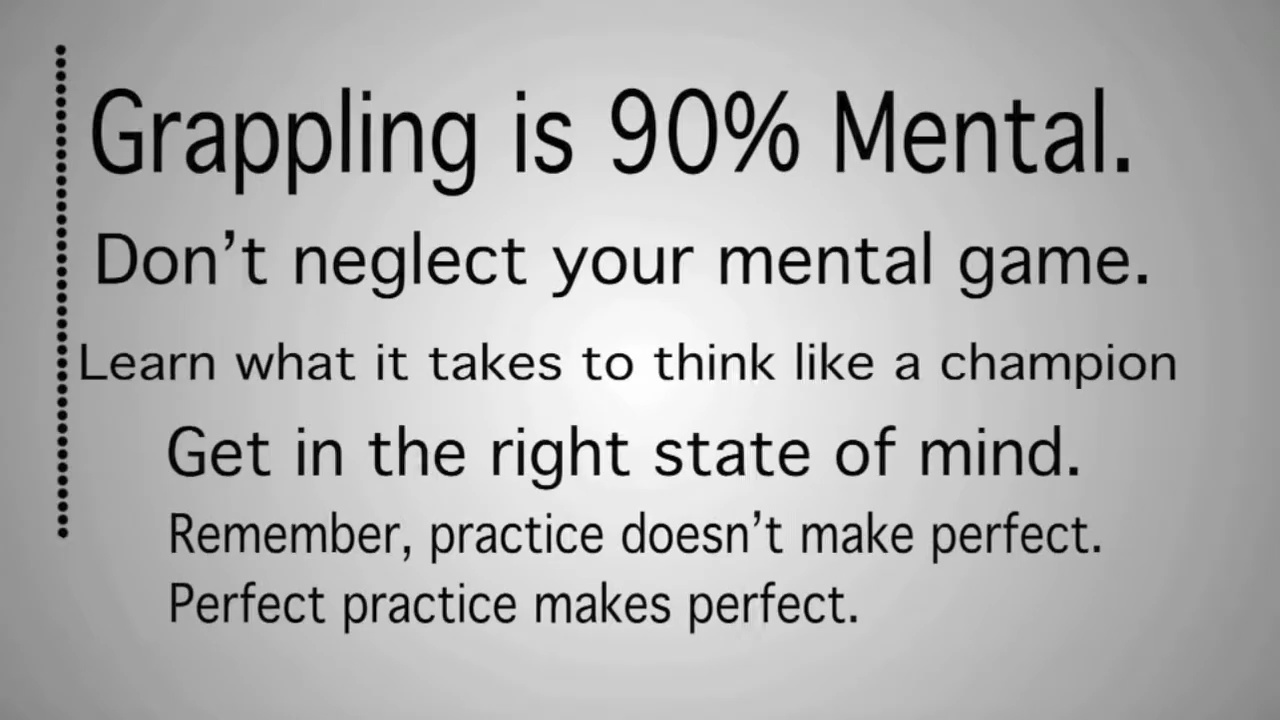 Grappling is 90% Mental.
Don’t neglect your mental game.
Learn what it takes to think like a champion
Get in the right state of mind.
Remember, practice doesn’t make perfect.
Perfect practice makes perfect.